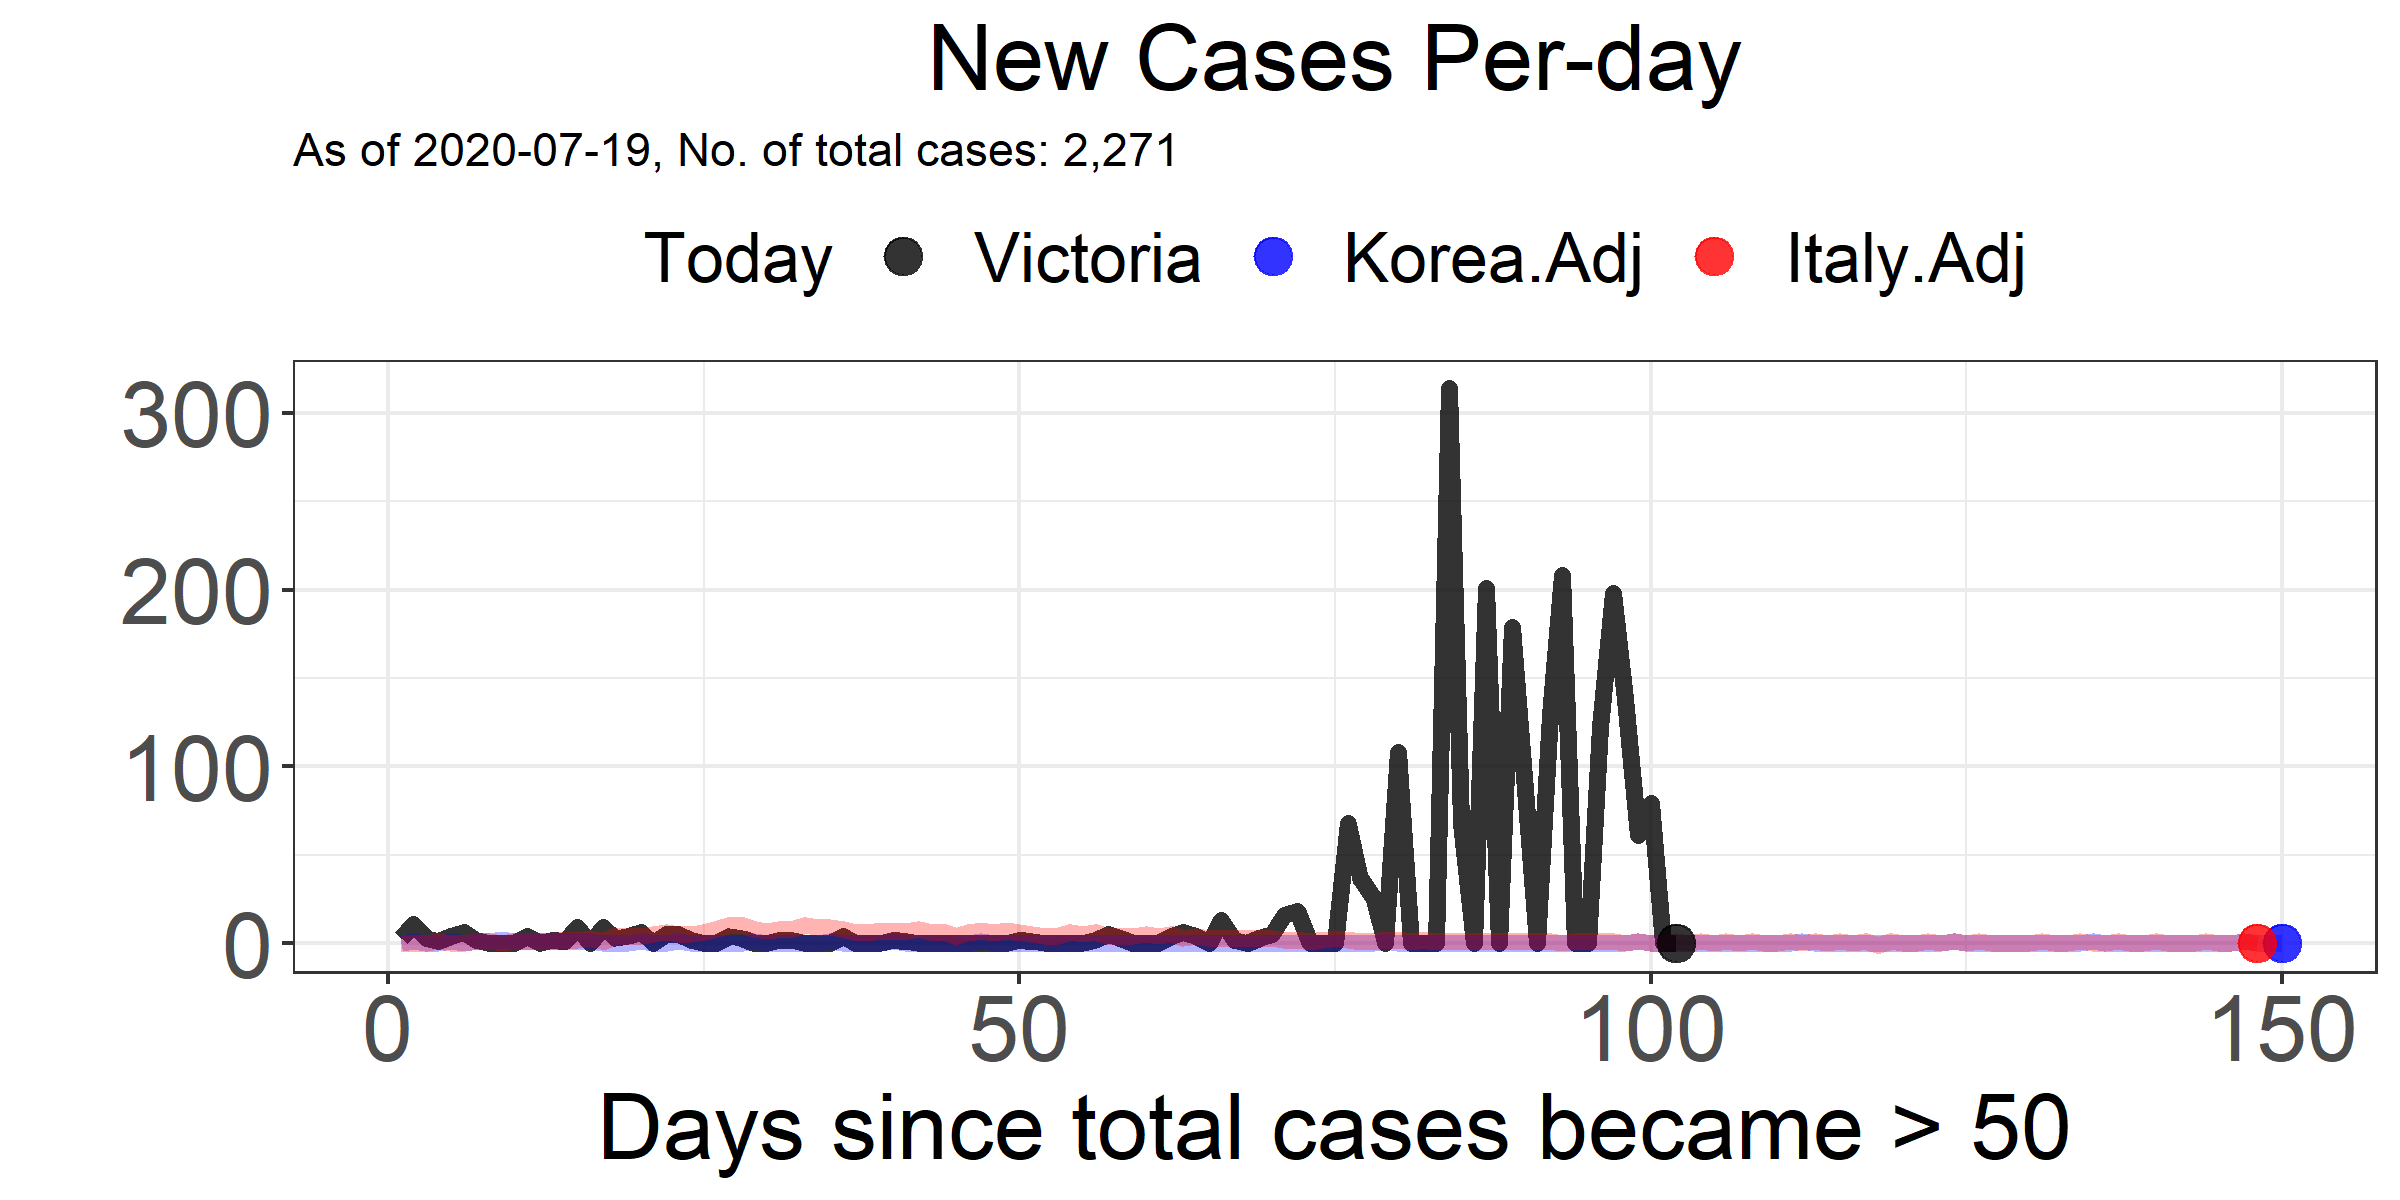 New Cases Per-day
As of 2020-07-19, No. of total cases: 2,271
Today Victoria Korea.Adj Italy.Adj
300
200
100
0
0 50 100 150
Days since total cases became > 50